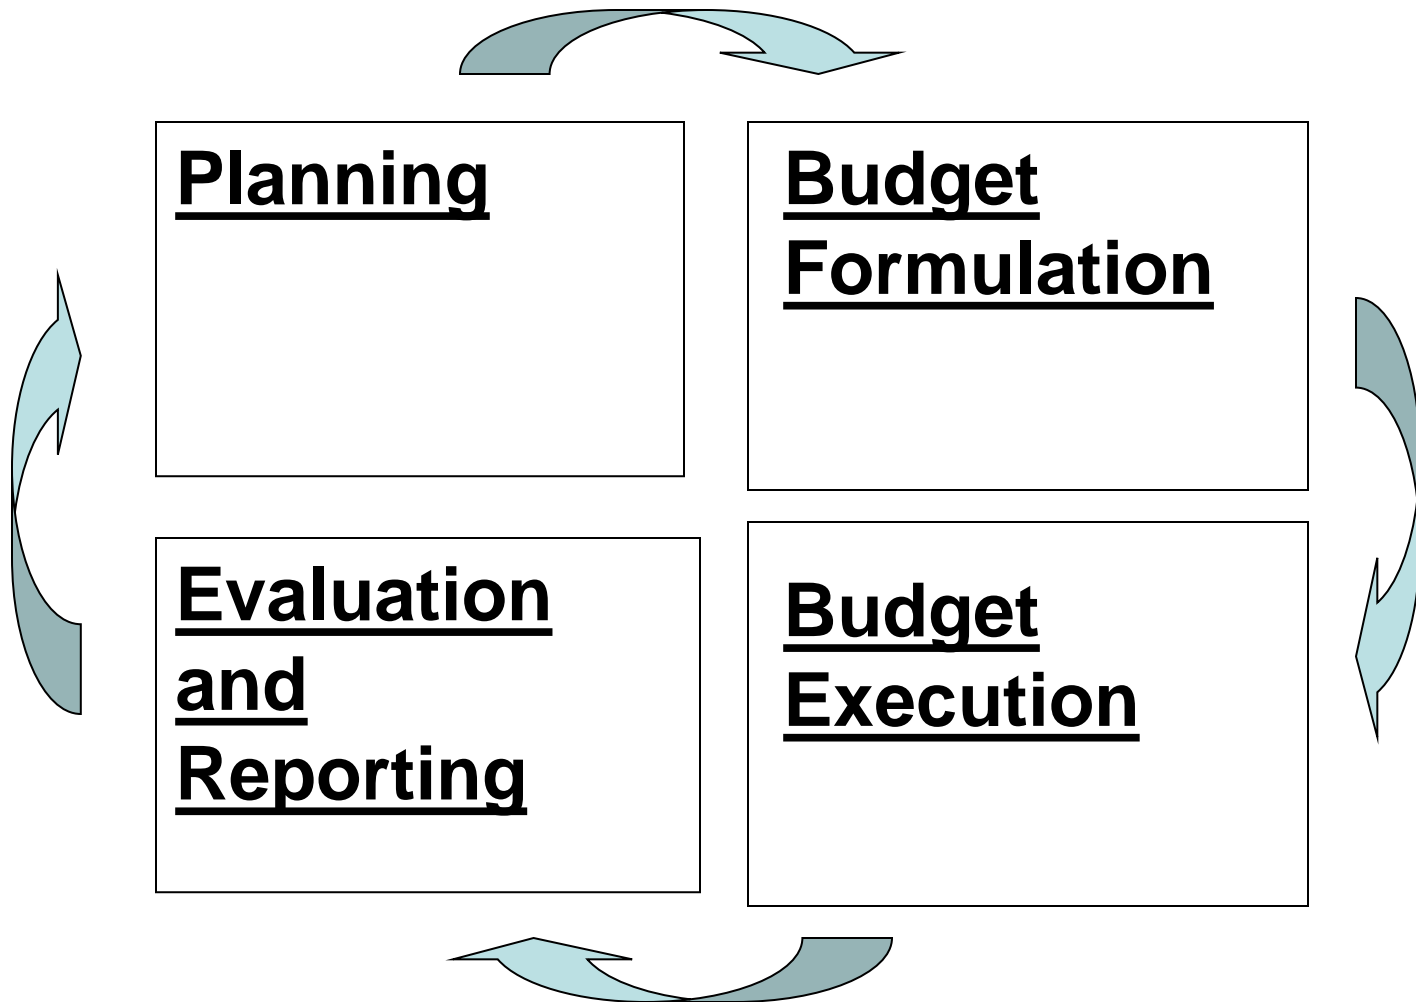 Planning
Budget
Formulation
Evaluation
and
Reporting
Budget
Execution